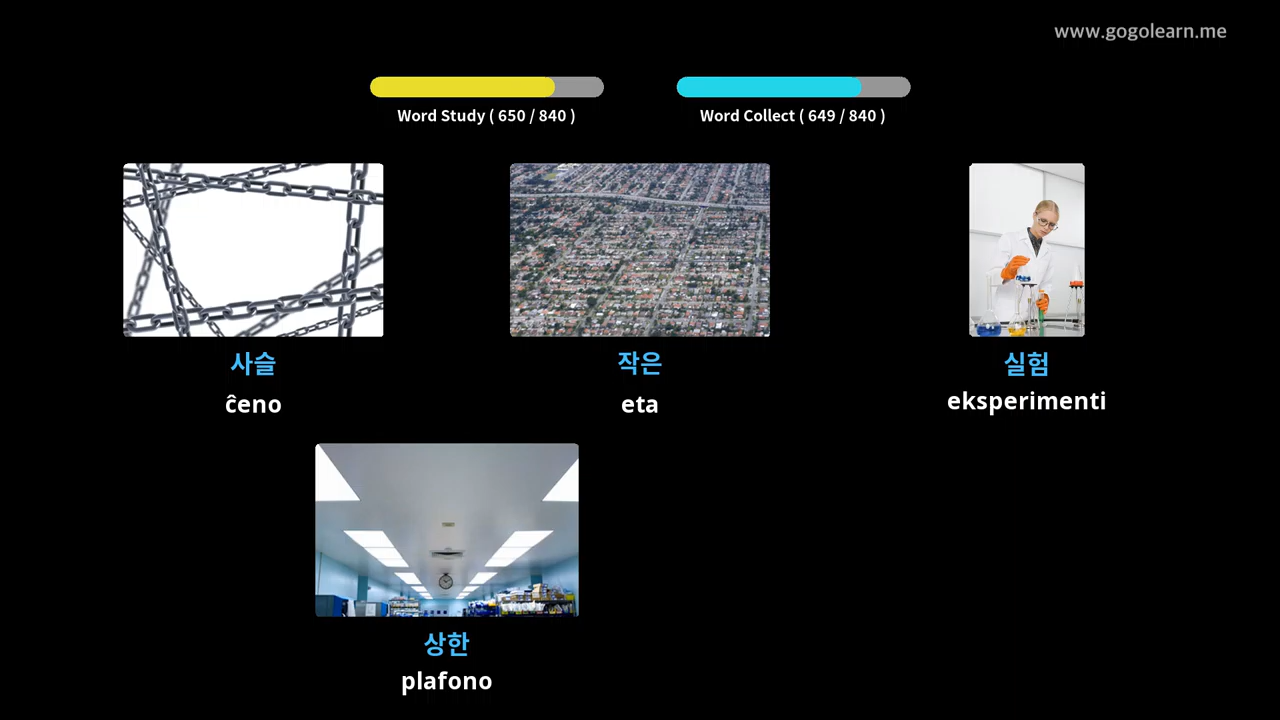 www.gogolearn.me
Word Study ( 650 / 840 )
Word Collect ( 649 / 840 )
사슬
ĉeno
작은
eta
실험
eksperimenti
상한
plafono